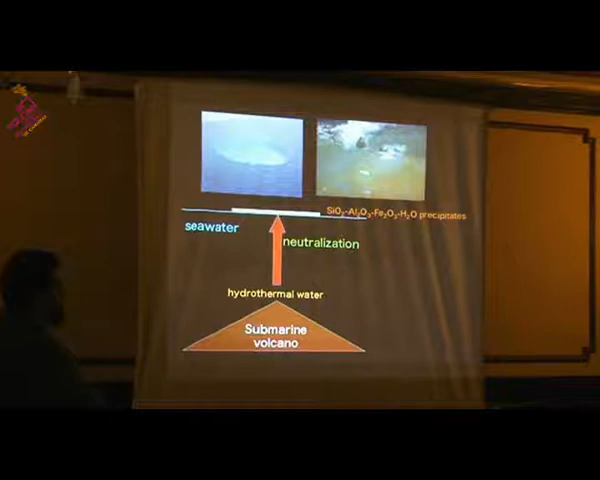 SiO₂-Al₂O₃-Fe₂O₃-H₂O precipitates
seawater
neutralization
hydrothermal water
Submarine
volcano